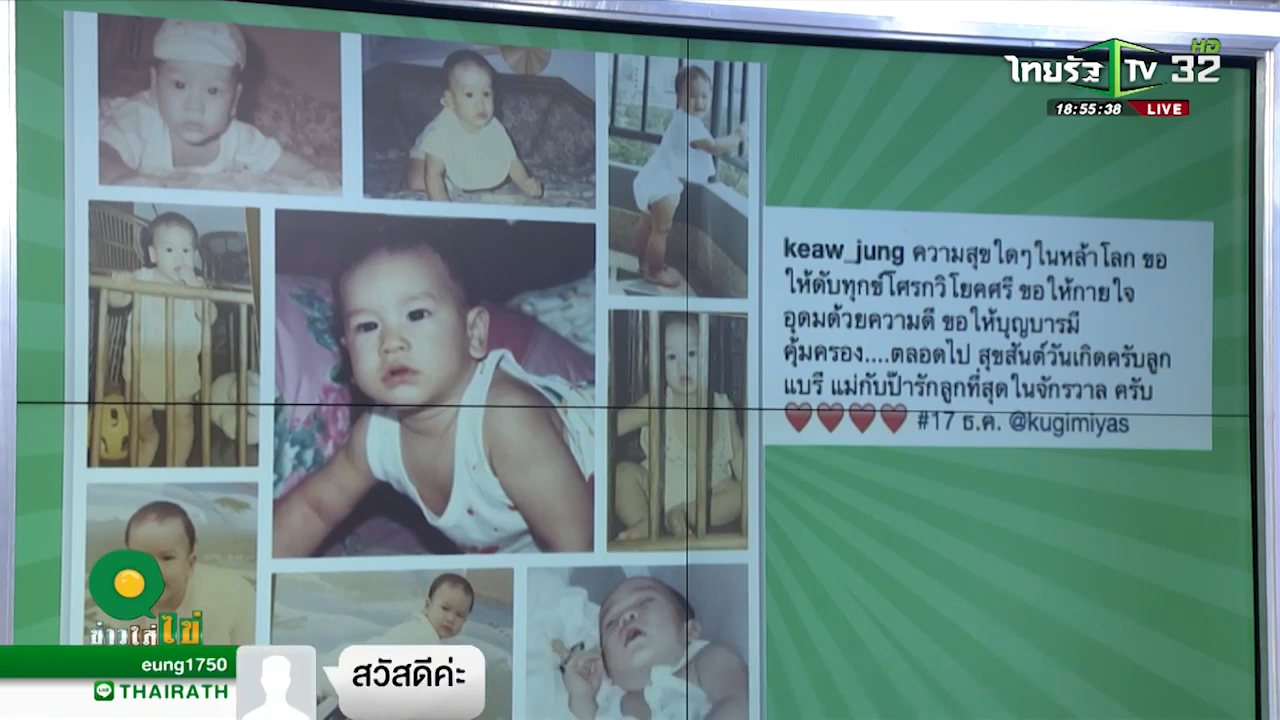 ไทยรัฐ TV 32 HD
18:55:38 LIVE
keaw_jung ความสุขใดๆในหล้าโลก ขอ
ให้ดับทุกข์โศรกวิโยคศรี ขอให้กายใจ
อุดมด้วยความดี ขอให้บุญบารมี
คุ้มครอง....ตลอดไป สุขสันต์วันเกิดครับลูก
แบรี แม่กับป๊ารักลูกที่สุดในจักรวาล ครับ
❤❤❤❤ #17 ธ.ค. @kugimiyas
ข่าวใส่ไข่
eung1750
LINE THAIRATH
สวัสดีค่ะ